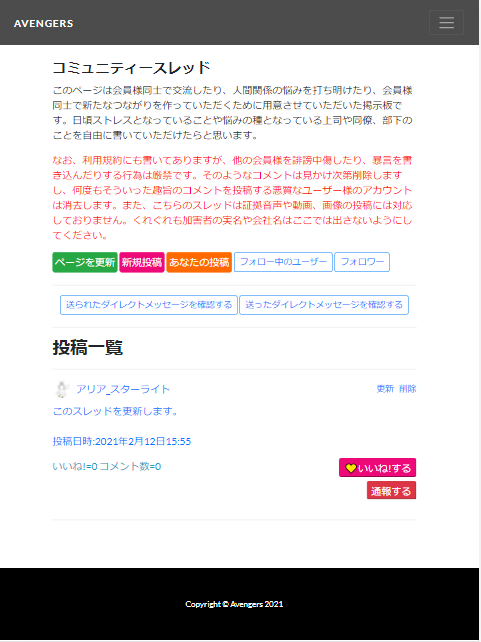 AVENGERS
コミュニティースレッド
このページは会員様同士で交流したり、人間関係の悩みを打ち明けたり、会員
様同士で新たなつながりを作っていただくために用意させていただいた掲示板で
す。日頃ストレスとなっていることや悩みの種となっている上司や同僚、部下の
ことを自由に書いていただけたらと思います。
なお、利用規約にも書いてありますが、他の会員様を誹謗中傷したり、暴言を書
き込んだりする行為は厳禁です。そのようなコメントは見かけ次第削除します
し、何度もそういった趣旨のコメントを投稿する悪質なユーザー様のアカウント
は消去します。また、こちらのスレッドは証拠音声や動画、画像の投稿には対応
しておりません。くれぐれも加害者の実名や会社名はここでは出さないようにし
てください。
ページを更新 新規投稿 あなたの投稿 フォロー中のユーザー フォロワー
送られたダイレクトメッセージを確認する 送ったダイレクトメッセージを確認する
投稿一覧
アリア_スターライト 更新 削除
このスレッドを更新します。
投稿日時:2021年2月12日15:55
いいね!=0 コメント数=0 いいね!する
通報する
Copyright © Avengers 2021